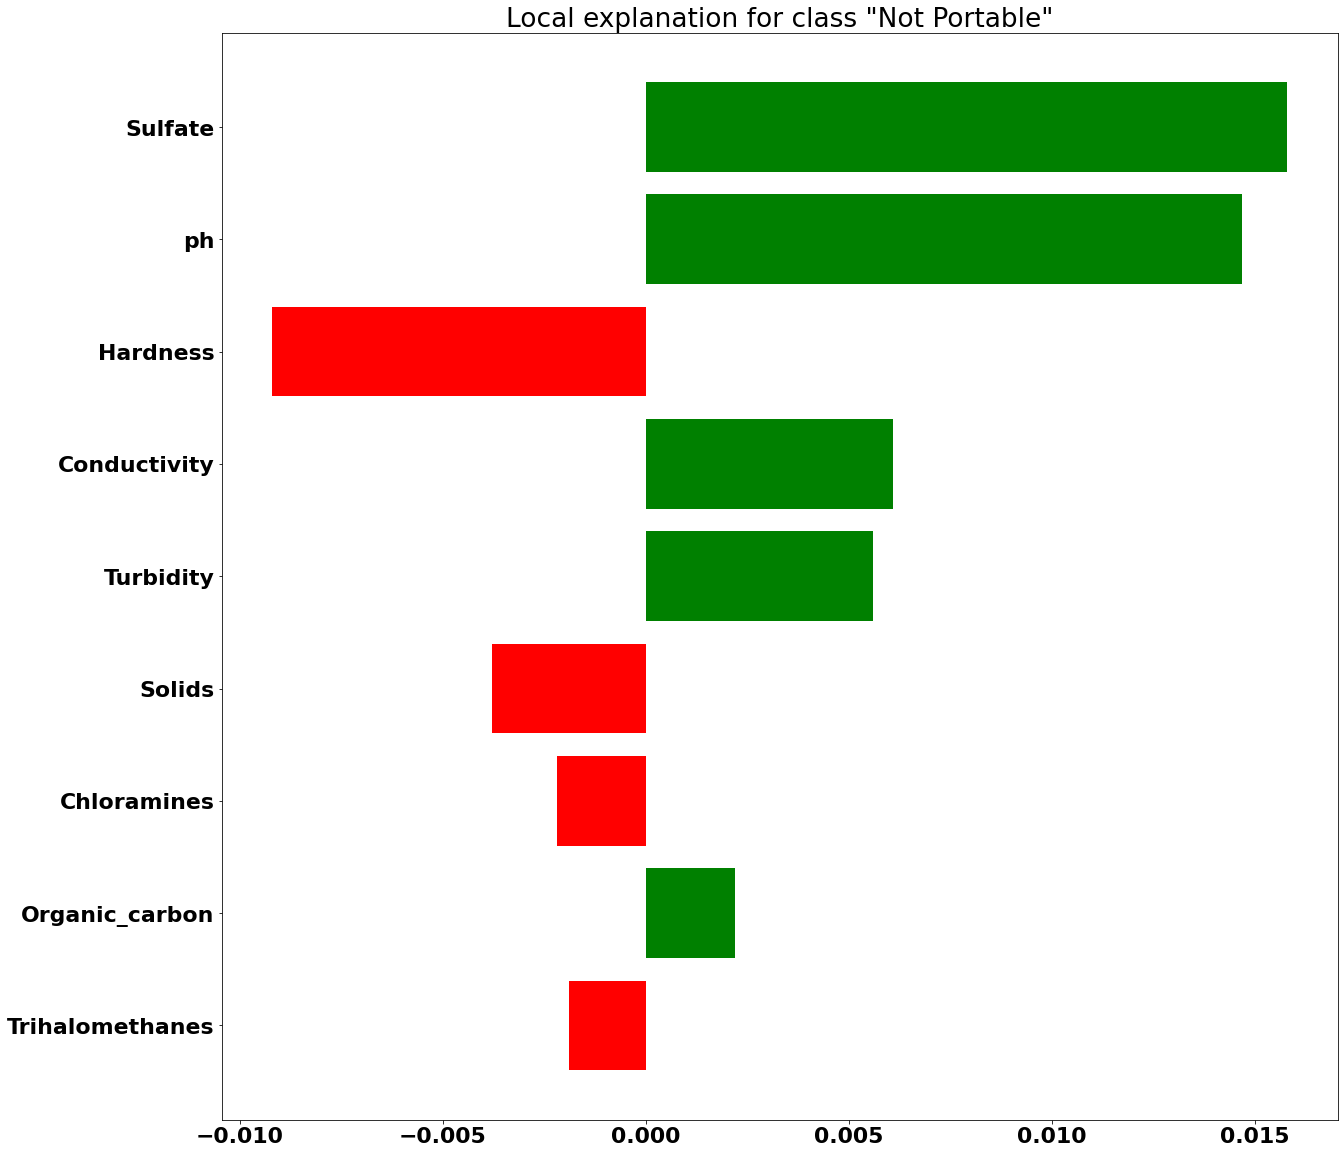 Local explanation for class "Not Portable"
Sulfate
ph
Hardness
Conductivity
Turbidity
Solids
Chloramines
Organic_carbon
Trihalomethanes
−0.010 −0.005 0.000 0.005 0.010 0.015